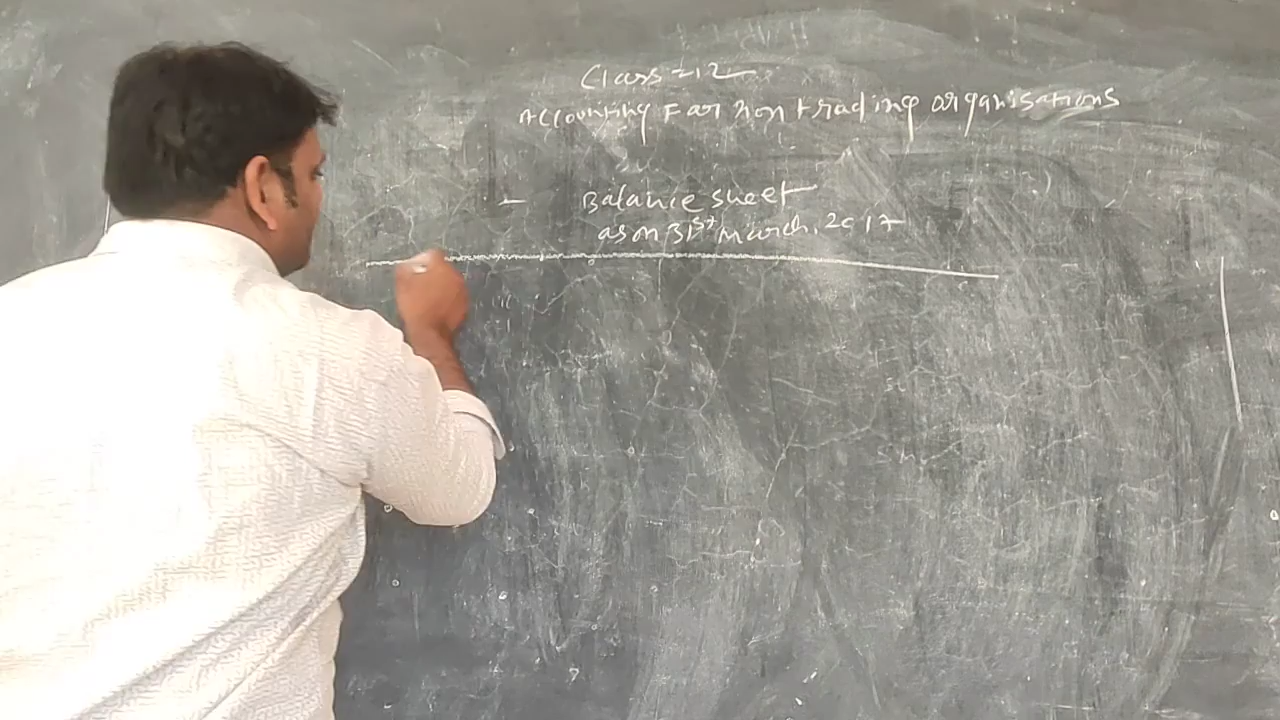 Class - 12
Accounting For non trading organisations
Balance sheet
as on 31st march, 2017